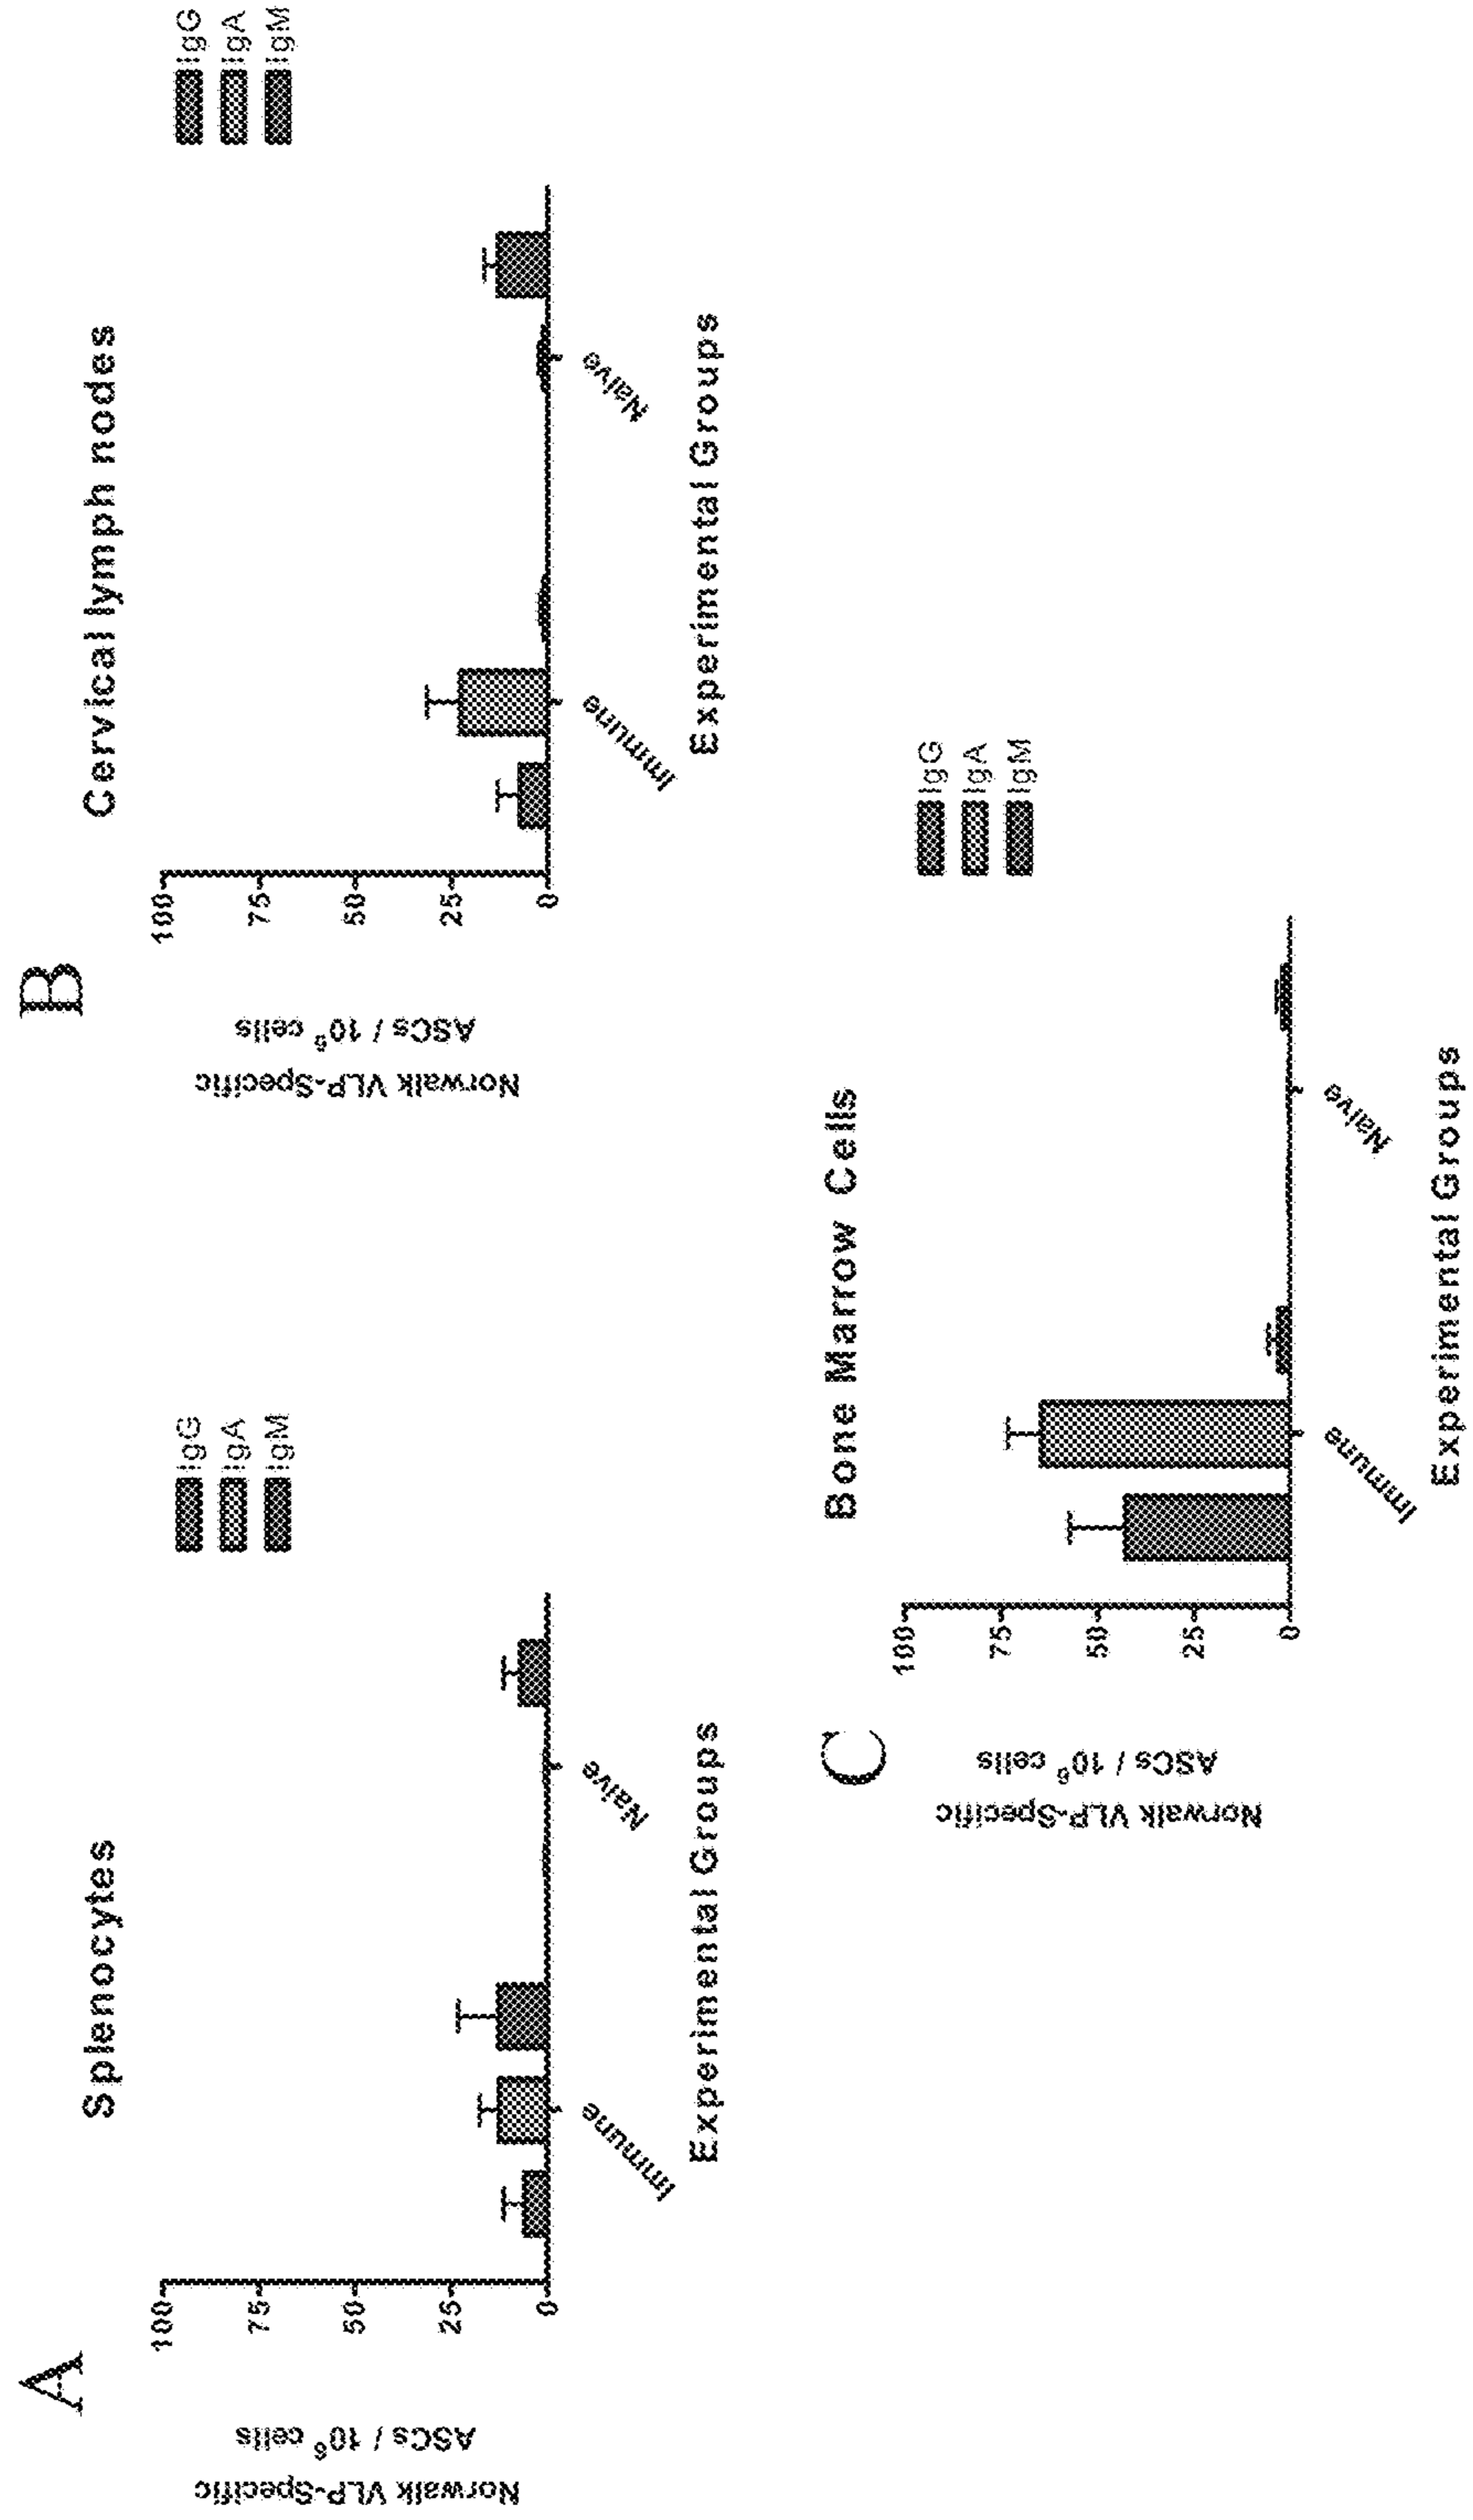 A
Splenocytes
Norwalk VLP-Specific
ASCs / 10⁶ cells
100
75
50
25
0
Immune
Naive
Experimental Groups
IgG
IgA
IgM
B
Cervical lymph nodes
Norwalk VLP-Specific
ASCs / 10⁶ cells
100
75
50
25
0
Immune
Naive
Experimental Groups
IgG
IgA
IgM
C
Bone Marrow Cells
Norwalk VLP-Specific
ASCs / 10⁶ cells
100
75
50
25
0
Immune
Naive
Experimental Groups
IgG
IgA
IgM